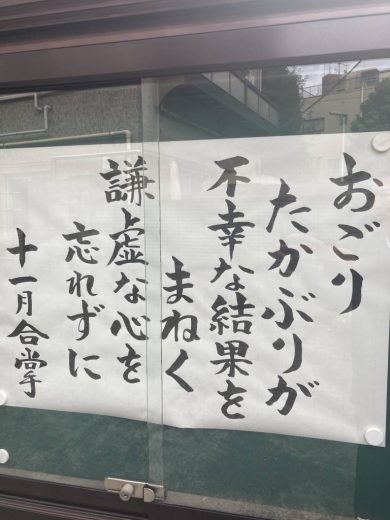 おごり
たかぶりが
不幸な結果を
まねく
謙虚な心を
忘れずに
十一月合掌